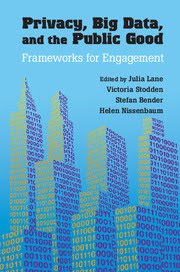 Privacy, Big Data,
and the Public Good
Frameworks for Engagement
Edited by Julia Lane
Victoria Stodden
Stefan Bender
Helen Nissenbaum